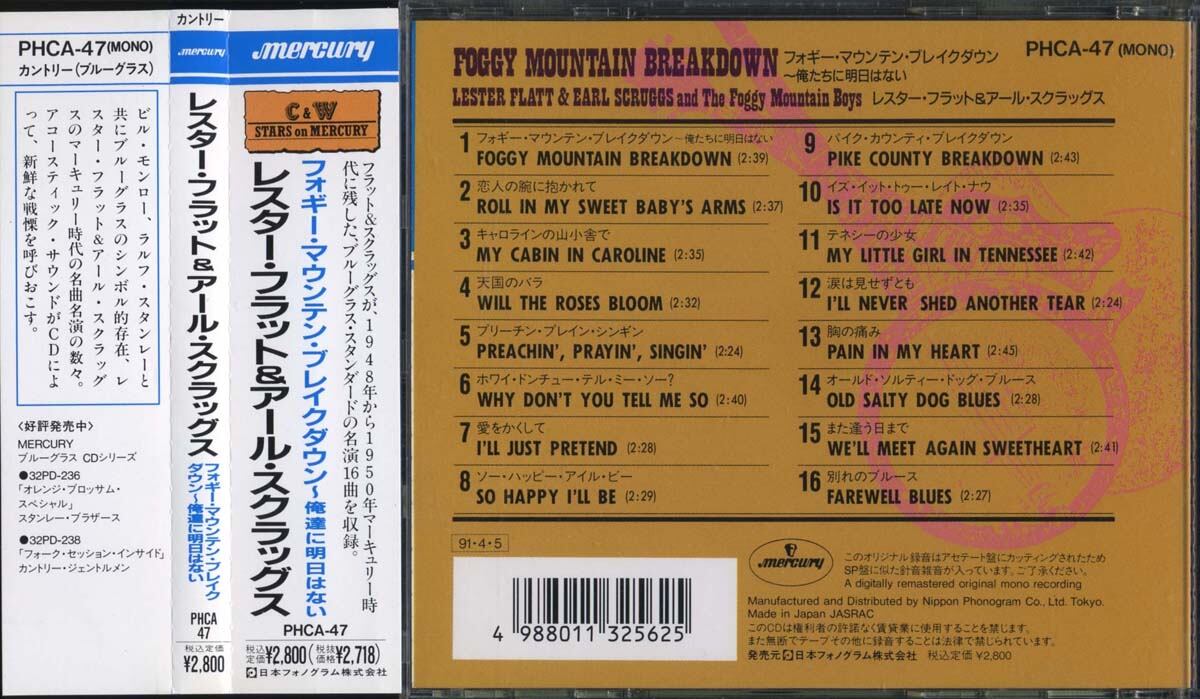 PHCA-47(MONO)
カントリー(ブルーグラス)
ビル・モンロー、ラルフ・スタンレーと
共にブルーグラスのシンボル的存在、レ
スター・フラット&アール・スクラッグ
スのマーキュリー時代の名曲名演の数々。
アコースティック・サウンドがCDによ
って、新鮮な戦慄を呼びおこす。
〈好評発売中〉
MERCURY
ブルーグラス CDシリーズ
●32PD-236
「オレンジ・ブロッサム・
スペシャル」
スタンレー・ブラザース
●32PD-238
「フォーク・セッション・インサイド」
カントリー・ジェントルメン
カントリー
mercury
レスター・フラット&アール・スクラッグス
フォギー・マウンテン・ブレイク
ダウン〜俺達に明日はない
PHCA
47
税込定価
¥2,800
mercury
C&W
STARS on MERCURY
フラット&スクラッグスが、1948年から1950年マーキュリー時
代に残した、ブルーグラス・スタンダードの名演16曲を収録。
フォギー・マウンテン・ブレイクダウン〜俺達に明日はない
レスター・フラット&アール・スクラッグス
PHCA-47
税込定価¥2,800(税抜価格¥2,718)
日本フォノグラム株式会社
FOGGY MOUNTAIN BREAKDOWN フォギー・マウンテン・ブレイクダウン
〜俺たちに明日はない
PHCA-47 (MONO)
LESTER FLATT & EARL SCRUGGS and The Foggy Mountain Boys レスター・フラット&アール・スクラッグス
1 フォギー・マウンテン・ブレイクダウン〜俺たちに明日はない
FOGGY MOUNTAIN BREAKDOWN (2:39)
2 恋人の腕に抱かれて
ROLL IN MY SWEET BABY'S ARMS (2:37)
3 キャロラインの山小舎で
MY CABIN IN CAROLINE (2:35)
4 天国のバラ
WILL THE ROSES BLOOM (2:32)
5 プリーチン・プレイン・シンギン
PREACHIN', PRAYIN', SINGIN' (2:24)
6 ホワイ・ドンチュー・テル・ミー・ソー?
WHY DON'T YOU TELL ME SO (2:40)
7 愛をかくして
I'LL JUST PRETEND (2:28)
8 ソー・ハッピー・アイル・ビー
SO HAPPY I'LL BE (2:29)
9 パイク・カウンティ・ブレイクダウン
PIKE COUNTY BREAKDOWN (2:43)
10 イズ・イット・トゥー・レイト・ナウ
IS IT TOO LATE NOW (2:35)
11 テネシーの少女
MY LITTLE GIRL IN TENNESSEE (2:42)
12 涙は見せずとも
I'LL NEVER SHED ANOTHER TEAR (2:24)
13 胸の痛み
PAIN IN MY HEART (2:45)
14 オールド・ソルティー・ドッグ・ブルース
OLD SALTY DOG BLUES (2:28)
15 また逢う日まで
WE'LL MEET AGAIN SWEETHEART (2:41)
16 別れのブルース
FAREWELL BLUES (2:27)
91・4・5
4 988011 325625
mercury
このオリジナル録音はアセテート盤にカッティングされたため
SP盤に似た針音雑音が入っています。ご了承ください。
A digitally remastered original mono recording
Manufactured and Distributed by Nippon Phonogram Co., Ltd. Tokyo.
Made in Japan JASRAC
このCDは権利者の許諾なく賃貸業に使用することを禁じます。
また無断でテープその他に録音することは法律で禁じられています。
発売元 日本フォノグラム株式会社 税込定価 ¥2,800